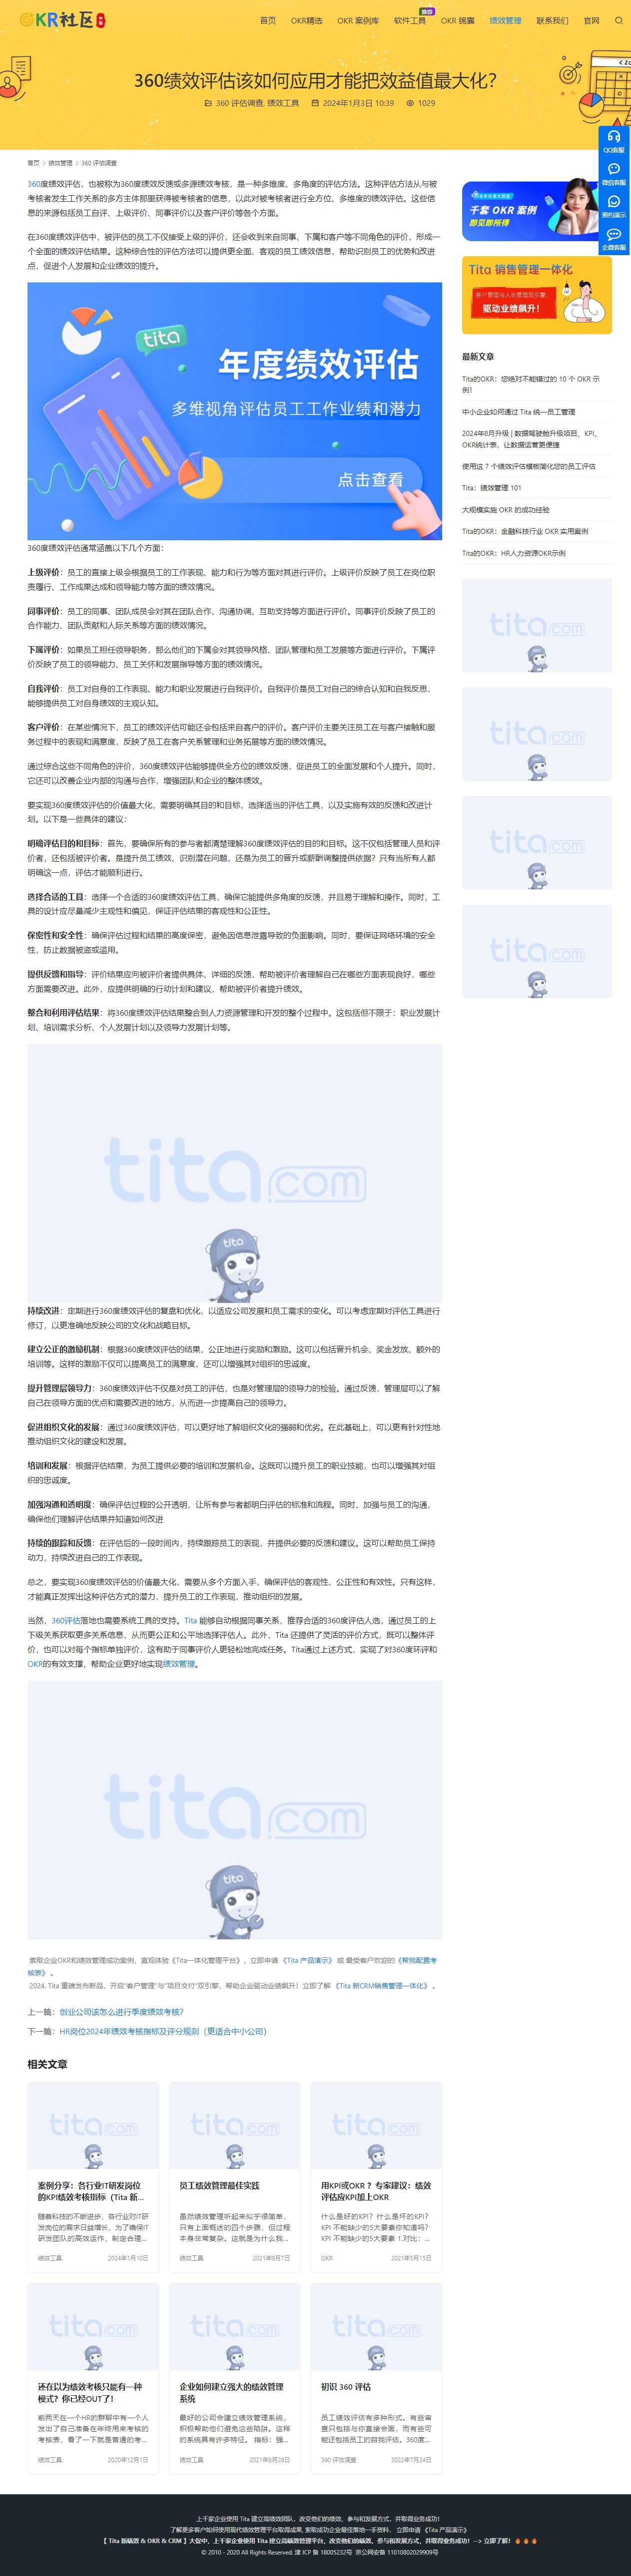 OKR社区
首页
OKR精选
OKR 案例库
软件工具
推荐
OKR 锦囊
绩效管理
联系我们
官网
360绩效评估该如何应用才能把效益值最大化？
360 评估调查, 绩效工具
2024年1月3日 10:39
1029
QQ客服
微信客服
预约演示
企微客服
首页 > 绩效管理 > 360 评估调查
360度绩效评估，也被称为360度绩效反馈或多源绩效考核，是一种多维度、多角度的评估方法。这种评估方法从与被
考核者发生工作关系的多方主体那里获得被考核者的信息，以此对被考核者进行全方位、多维度的绩效评估。这些信
息的来源包括员工自评、上级评价、同事评价以及客户评价等各个方面。
在360度绩效评估中，被评估的员工不仅接受上级的评价，还会收到来自同事、下属和客户等不同角色的评价，形成一
个全面的绩效评估结果。这种综合性的评估方法可以提供更全面、客观的员工绩效信息，帮助识别员工的优势和改进
点，促进个人发展和企业绩效的提升。
tita
年度绩效评估
多维视角评估员工工作业绩和潜力
点击查看
360度绩效评估通常涵盖以下几个方面：
上级评价：员工的直接上级会根据员工的工作表现、能力和行为等方面对其进行评价。上级评价反映了员工在岗位职
责履行、工作成果达成和领导能力等方面的绩效情况。
同事评价：员工的同事、团队成员会对其在团队合作、沟通协调、互助支持等方面进行评价。同事评价反映了员工的
合作能力、团队贡献和人际关系等方面的绩效情况。
下属评价：如果员工担任领导职务，那么他们的下属会对其领导风格、团队管理和员工发展等方面进行评价。下属评
价反映了员工的领导能力、员工关怀和发展指导等方面的绩效情况。
自我评价：员工对自身的工作表现、能力和职业发展进行自我评价。自我评价是员工对自己的综合认知和自我反思，
能够提供员工对自身绩效的主观认知。
客户评价：在某些情况下，员工的绩效评估可能还会包括来自客户的评价。客户评价主要关注员工在与客户接触和服
务过程中的表现和满意度，反映了员工在客户关系管理和业务拓展等方面的绩效情况。
通过综合这些不同角色的评价，360度绩效评估能够提供全方位的绩效反馈，促进员工的全面发展和个人提升。同时，
它还可以改善企业内部的沟通与合作，增强团队和企业的整体绩效。
要实现360度绩效评估的价值最大化，需要明确其目的和目标，选择适当的评估工具，以及实施有效的反馈和改进计
划。以下是一些具体的建议：
明确评估目的和目标：首先，要确保所有的参与者都清楚理解360度绩效评估的目的和目标。这不仅包括管理人员和评
价者，还包括被评价者。是提升员工绩效、识别潜在问题，还是为员工的晋升或薪酬调整提供依据？只有当所有人都
明确这一点，评估才能顺利进行。
选择合适的工具：选择一个合适的360度绩效评估工具，确保它能提供多角度的反馈，并且易于理解和操作。同时，工
具的设计应尽量减少主观性和偏见，保证评估结果的客观性和公正性。
保密性和安全性：确保评估过程和结果的高度保密，避免因信息泄露导致的负面影响。同时，要保证网络环境的安全
性，防止数据被盗或滥用。
提供反馈和指导：评价结果应向被评价者提供具体、详细的反馈，帮助被评价者理解自己在哪些方面表现良好，哪些
方面需要改进。此外，应提供明确的行动计划和建议，帮助被评价者提升绩效。
整合和利用评估结果：将360度绩效评估结果整合到人力资源管理和开发的整个过程中。这包括但不限于：职业发展计
划、培训需求分析、个人发展计划以及领导力发展计划等。
tita.com
持续改进：定期进行360度绩效评估的复盘和优化，以适应公司发展和员工需求的变化。可以考虑定期对评估工具进行
修订，以更准确地反映公司的文化和战略目标。
建立公正的激励机制：根据360度绩效评估的结果，公正地进行奖励和激励。这可以包括晋升机会、奖金发放、额外的
培训等。这样的激励不仅可以提高员工的满意度，还可以增强其对组织的忠诚度。
提升管理层领导力：360度绩效评估不仅是对员工的评估，也是对管理层的领导力的检验。通过反馈，管理层可以了解
自己在领导方面的优点和需要改进的地方，从而进一步提高自己的领导力。
促进组织文化的发展：通过360度绩效评估，可以更好地了解组织文化的强弱和优劣。在此基础上，可以更有针对性地
推动组织文化的建设和发展。
培训和发展：根据评估结果，为员工提供必要的培训和发展机会。这既可以提升员工的职业技能，也可以增强其对组
织的忠诚度。
加强沟通和透明度：确保评估过程的公开透明，让所有参与者都明白评估的标准和流程。同时，加强与员工的沟通，
确保他们理解评估结果并知道如何改进
持续的跟踪和反馈：在评估后的一段时间内，持续跟踪员工的表现，并提供必要的反馈和建议。这可以帮助员工保持
动力，持续改进自己的工作表现。
总之，要实现360度绩效评估的价值最大化，需要从多个方面入手，确保评估的客观性、公正性和有效性。只有这样，
才能真正发挥出这种评估方式的潜力，提升员工的工作表现，推动组织的发展。
当然，360评估落地也需要系统工具的支持。Tita 能够自动根据同事关系，推荐合适的360度评估人选，通过员工的上
下级关系获取更多关系信息，从而更公正和公平地选择评估人。此外，Tita 还提供了灵活的评价方式，既可以整体评
价，也可以对每个指标单独评价，这有助于同事评价人更轻松地完成任务。Tita通过上述方式，实现了对360度环评和
OKR的有效支撑，帮助企业更好地实现绩效管理。
tita.com
索取企业OKR和绩效管理成功案例，直观体验《Tita一体化管理平台》，立即申请 《Tita 产品演示》 或 最受客户欢迎的《帮我配置考
核表》 。
2024, Tita 重磅发布新品，开启“客户管理”与“项目交付”双引擎，帮助企业驱动业绩飙升！立即了解 《Tita 新CRM销售管理一体化》 。
上一篇：创业公司该怎么进行季度绩效考核？
下一篇：HR岗位2024年绩效考核指标及评分规则（更适合中小公司）
相关文章
tita.com
tita.com
tita.com
案例分享：各行业IT研发岗位
的KPI绩效考核指标（Tita 新...
随着科技的不断进步，各行业对IT研
发岗位的需求日益增长，为了确保IT
研发团队的高效运作，制定合理...
绩效工具
2024年1月10日
员工绩效管理最佳实践
虽然绩效管理听起来似乎很简单，
只有上面概述的四个步骤，但过程
本身非常复杂。这就是为什么我...
绩效工具
2021年9月7日
用KPI或OKR ？专家建议：绩效
评估应KPI加上OKR
什么是好的KPI？什么是坏的KPI？
KPI 不能缺少的5大要素你知道吗？
KPI 不能缺少的5大要素 1.对比：...
OKR
2021年5月15日
tita.com
tita.com
tita.com
还在以为绩效考核只能有一种
模式？你已经OUT了！
前两天在一个HR的群聊中有一个人
发出了自己准备在年终用来考核的
考核表，看了一下就是普通的考...
绩效工具
2020年12月1日
企业如何建立强大的绩效管理
系统
最好的公司会建立绩效管理系统，
积极帮助他们避免这些陷阱。这样
的系统具有许多特征。 指标：强...
绩效工具
2021年8月28日
初识 360 评估
员工绩效评估有多种形式。有些审
查只包括与你直接全面，而有些可
能还包括员工的自我评估。360度...
360 评估调查
2022年7月24日
千套 OKR 案例
即见即所得
Tita 销售管理一体化
客户管理与人员管理双引擎，
驱动业绩飙升！
最新文章
Tita的OKR：您绝对不能错过的 10 个 OKR 示
例！
中小企业如何通过 Tita 统一员工管理
2024年8月升级 | 数据驾驶舱升级项目、KPI、
OKR统计表，让数据运营更便捷
使用这 7 个绩效评估模板简化您的员工评估
Tita：绩效管理 101
大规模实施 OKR 的成功经验
Tita的OKR：金融科技行业 OKR 实用案例
Tita的OKR：HR人力资源OKR示例
tita.com
tita.com
tita.com
tita.com
上千家企业使用 Tita 建立高绩效团队，改变他们的绩效、参与和发展方式，并取得业务成功！
了解更多客户如何使用现代绩效管理平台取得成果, 索取成功企业最佳落地一手资料， 立即申请 《Tita 产品演示》
【 Tita 新绩效 & OKR & CRM 】大促中，上千家企业使用 Tita 建立高绩效管理平台，改变他们的绩效、参与和发展方式，并取得业务成功！--> 立即了解！
© 2010 - 2020 All Rights Reserved. 津 ICP 备 18005232号 京公网安备 11010802029909号